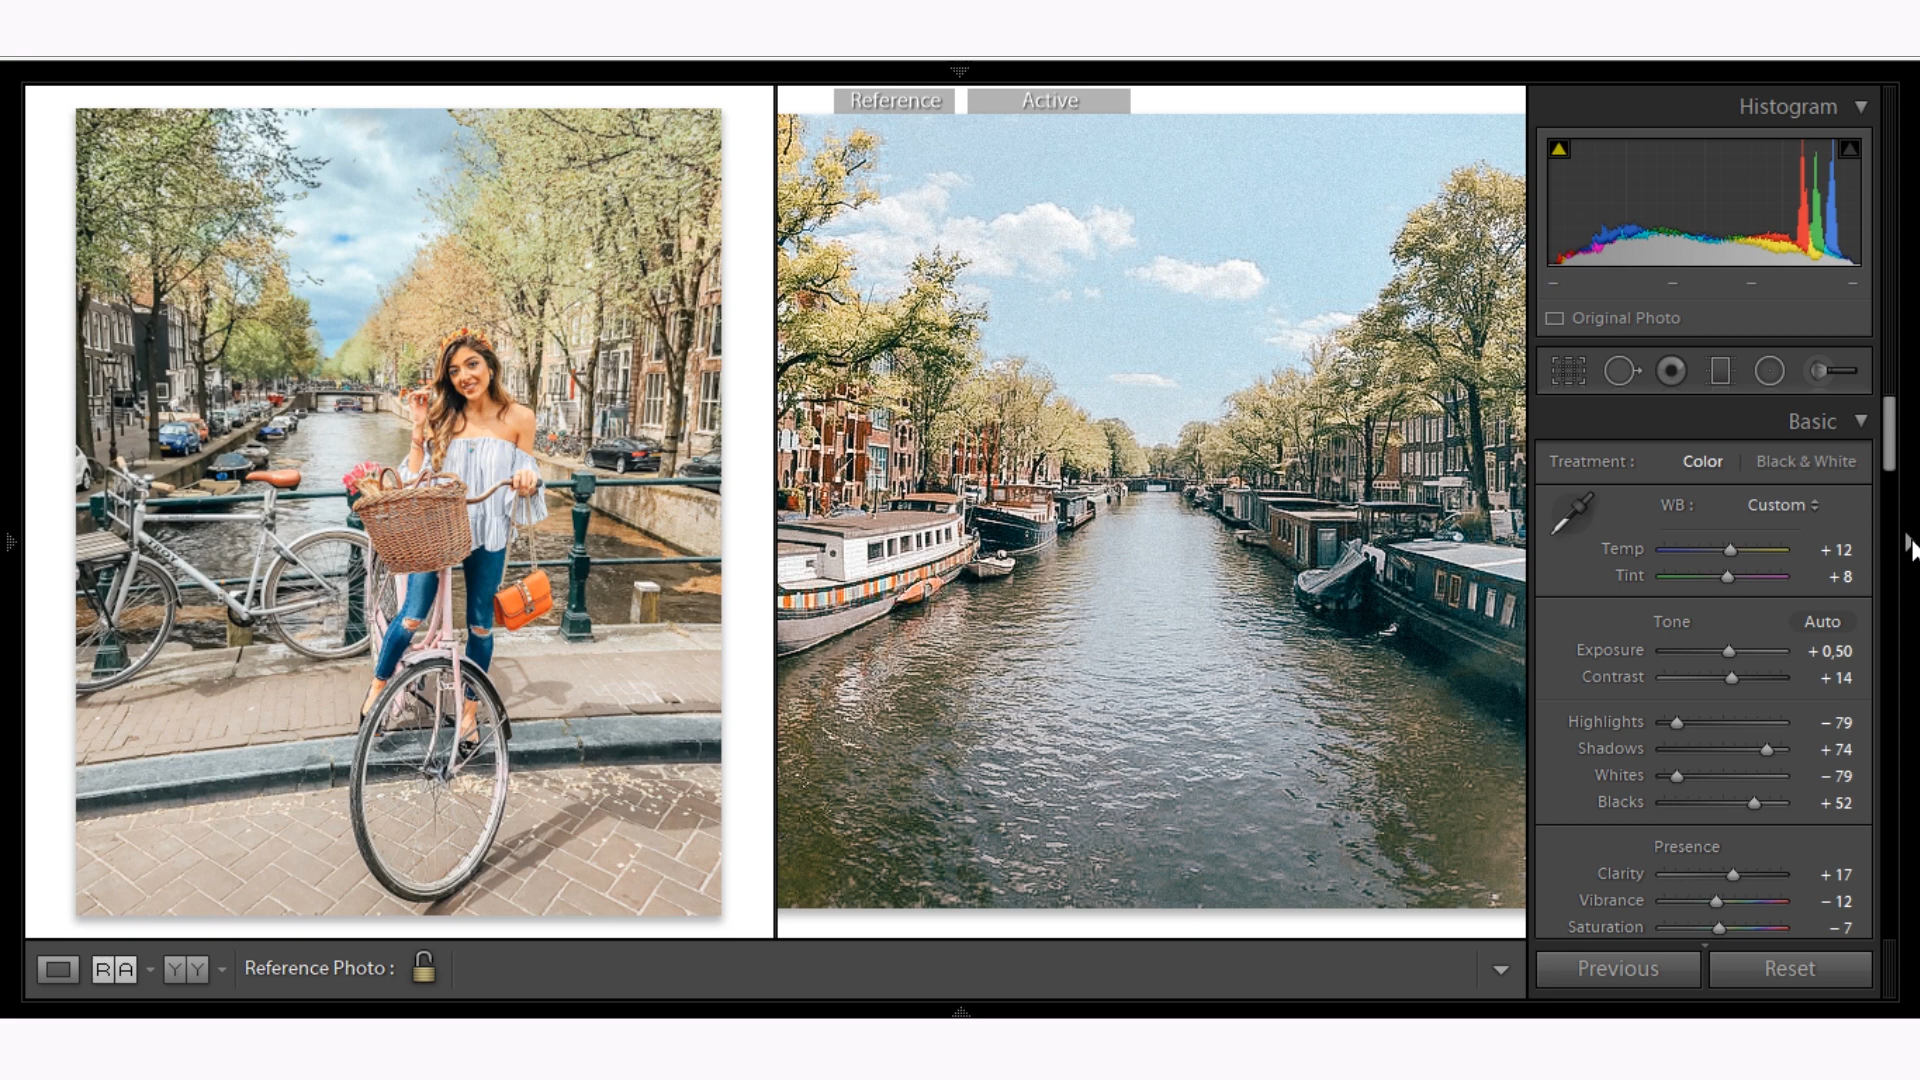 Reference
Active
Histogram
Original Photo
Basic
Treatment : Color Black & White
WB : Custom
Temp + 12
Tint + 8
Tone Auto
Exposure + 0,50
Contrast + 14
Highlights – 79
Shadows + 74
Whites – 79
Blacks + 52
Presence
Clarity + 17
Vibrance – 12
Saturation – 7
R A
Y Y
Reference Photo :
Previous
Reset